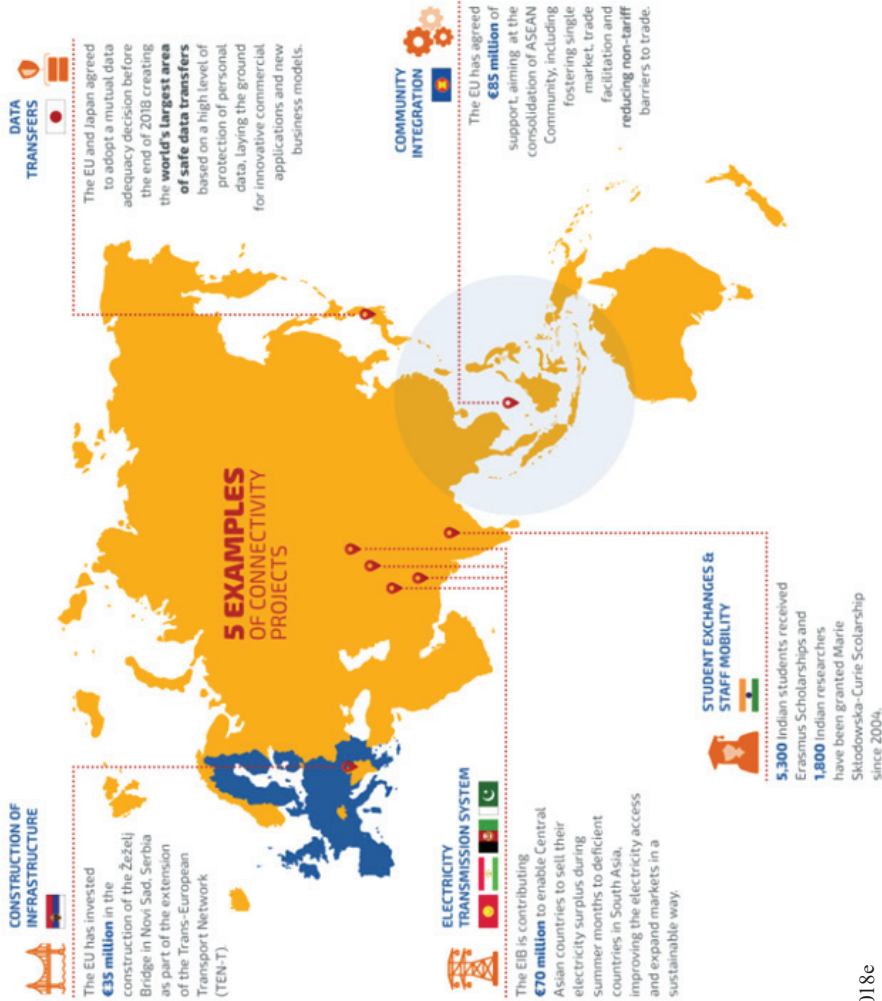 CONSTRUCTION OF
INFRASTRUCTURE
The EU has invested
€35 million in the
construction of the Žeželj
Bridge in Novi Sad, Serbia
as part of the extension
of the Trans-European
Transport Network
(TEN-T).
DATA
TRANSFERS
The EU and Japan agreed
to adopt a mutual data
adequacy decision before
the end of 2018 creating
the world's largest area
of safe data transfers
based on a high level of
protection of personal
data, laying the ground
for innovative commercial
applications and new
business models.
5 EXAMPLES
OF CONNECTIVITY
PROJECTS
ELECTRICITY
TRANSMISSION SYSTEM
The EIB is contributing
€70 million to enable Central
Asian countries to sell their
electricity surplus during
summer months to deficient
countries in South Asia,
improving the electricity access
and expand markets in a
sustainable way.
STUDENT EXCHANGES &
STAFF MOBILITY
5,300 Indian students received
Erasmus Scholarships and
1,800 Indian researches
have been granted Marie
Skłodowska-Curie Scolarship
since 2004.
COMMUNITY
INTEGRATION
The EU has agreed
€85 million of
support, aiming at the
consolidation of ASEAN
Community, including
fostering single
market, trade
facilitation and
reducing non-tariff
barriers to trade.
018e